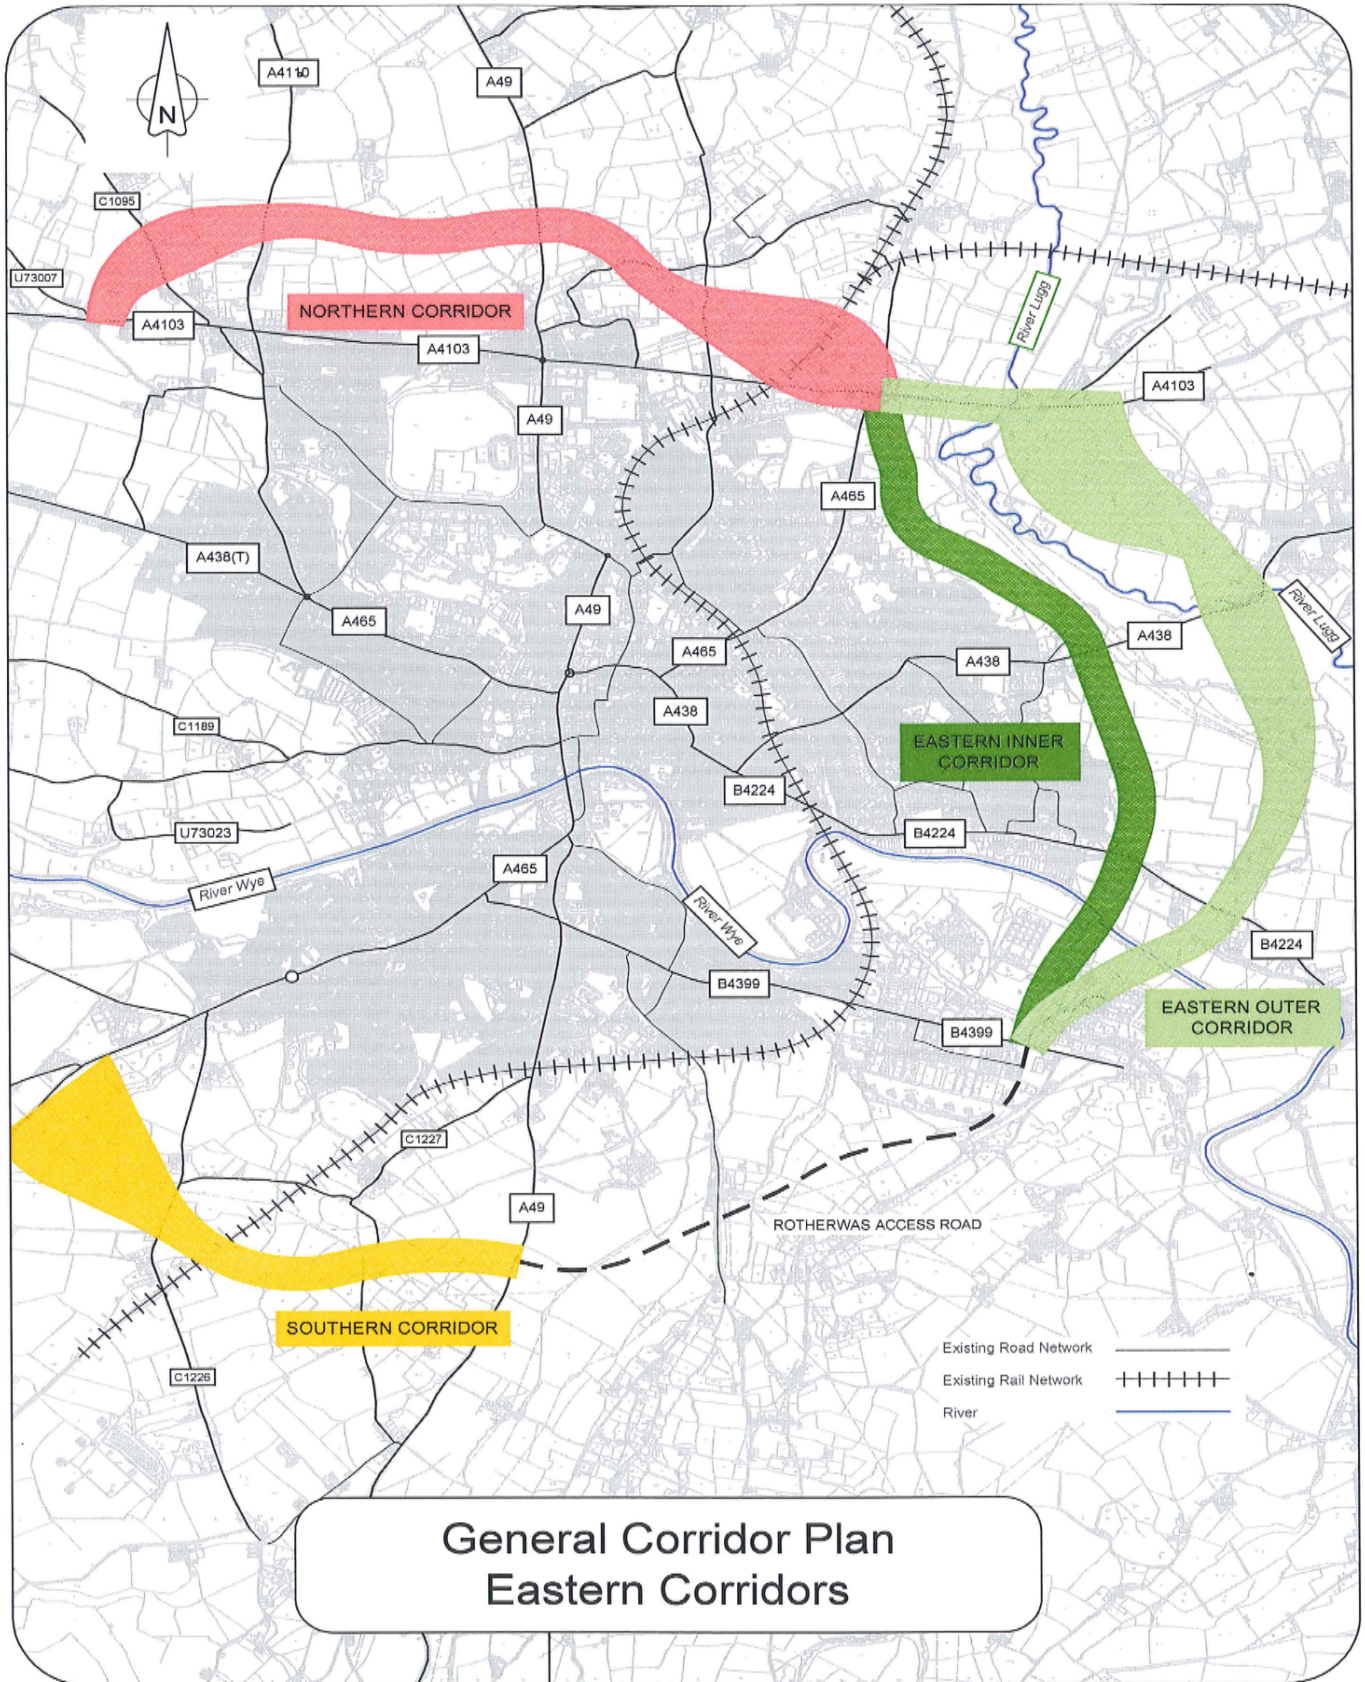 A4110
A49
N
C1095
U73007
River Lugg
NORTHERN CORRIDOR
A4103
A4103
A4103
A49
A465
A438(T)
A49
A465
River Lugg
A438
A465
A438
A438
C1189
EASTERN INNER
CORRIDOR
B4224
U73023
B4224
A465
River Wye
River Wye
B4224
B4399
EASTERN OUTER
CORRIDOR
B4399
C1227
A49
ROTHERWAS ACCESS ROAD
SOUTHERN CORRIDOR
Existing Road Network
C1226
Existing Rail Network
River
General Corridor Plan
Eastern Corridors